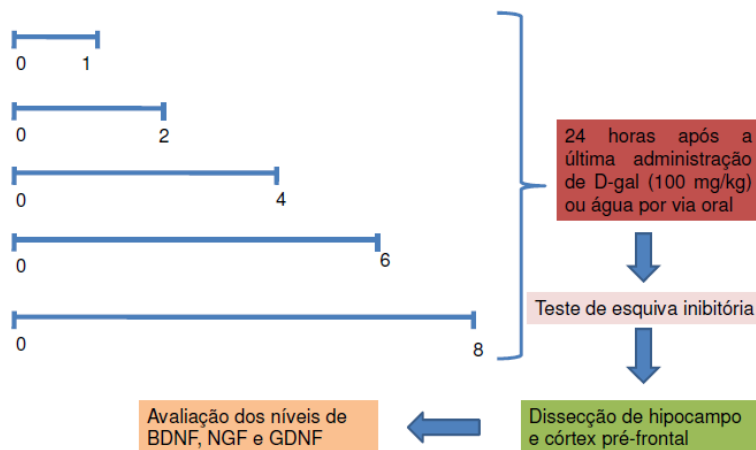 0 1
0 2
0 4
0 6
0 8
24 horas após a
última administração
de D-gal (100 mg/kg)
ou água por via oral
Teste de esquiva inibitória
Dissecção de hipocampo
e córtex pré-frontal
Avaliação dos níveis de
BDNF, NGF e GDNF